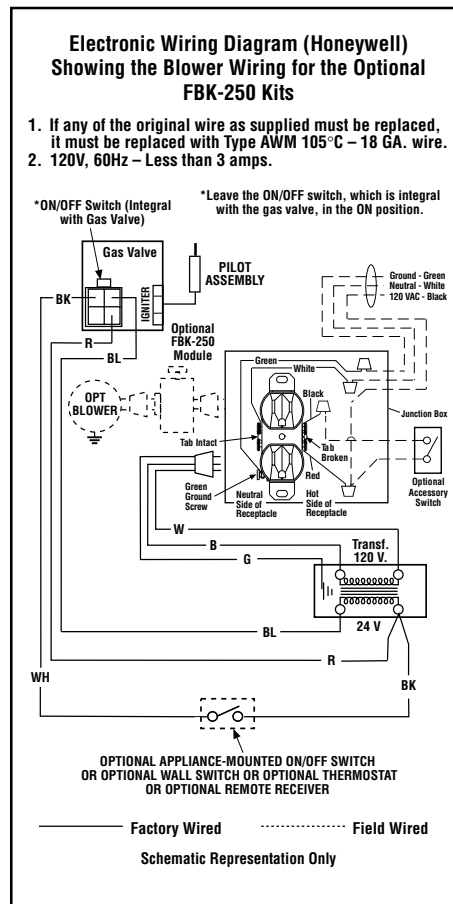 Electronic Wiring Diagram (Honeywell)
Showing the Blower Wiring for the Optional
FBK-250 Kits
1. If any of the original wire as supplied must be replaced,
it must be replaced with Type AWM 105°C – 18 GA. wire.
2. 120V, 60Hz – Less than 3 amps.
*ON/OFF Switch (Integral
with Gas Valve)
*Leave the ON/OFF switch, which is integral
with the gas valve, in the ON position.
Gas Valve
IGNITER
PILOT
ASSEMBLY
BK
R
BL
Ground - Green
Neutral - White
120 VAC - Black
Optional
FBK-250
Module
OPT
BLOWER
Green
White
Black
Junction Box
Tab Intact
Tab
Broken
Red
Green
Ground
Screw
Neutral
Side of
Receptacle
Hot
Side of
Receptacle
Optional
Accessory
Switch
W
B
G
Transf.
120 V.
24 V
BL
R
WH
BK
OPTIONAL APPLIANCE-MOUNTED ON/OFF SWITCH
OR OPTIONAL WALL SWITCH OR OPTIONAL THERMOSTAT
OR OPTIONAL REMOTE RECEIVER
Factory Wired
Field Wired
Schematic Representation Only